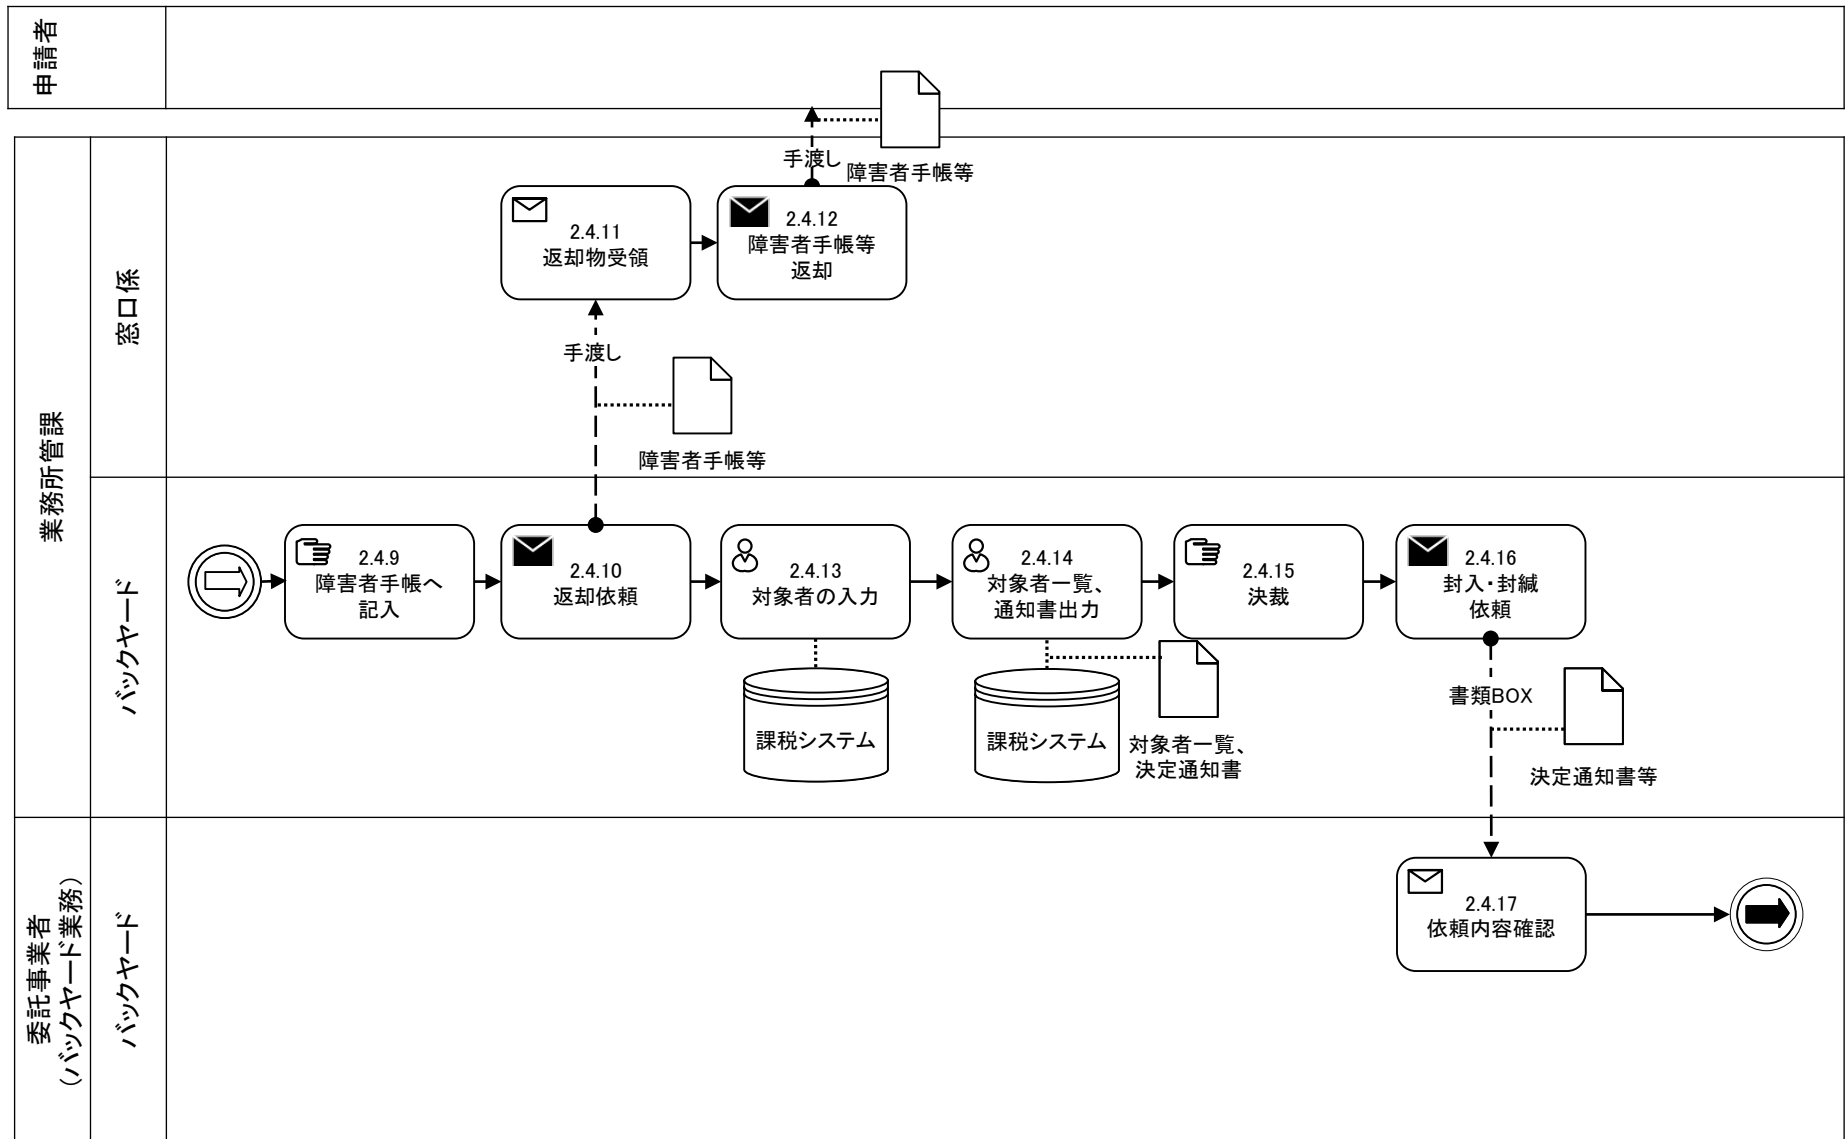 申請者
障害者手帳等
手渡し
業務所管課
窓口係
2.4.11
返却物受領
2.4.12
障害者手帳等
返却
手渡し
障害者手帳等
バックヤード
2.4.9
障害者手帳へ
記入
2.4.10
返却依頼
2.4.13
対象者の入力
2.4.14
対象者一覧、
通知書出力
2.4.15
決裁
2.4.16
封入・封緘
依頼
課税システム
課税システム
対象者一覧、
決定通知書
書類BOX
決定通知書等
委託事業者
（バックヤード業務）
バックヤード
2.4.17
依頼内容確認